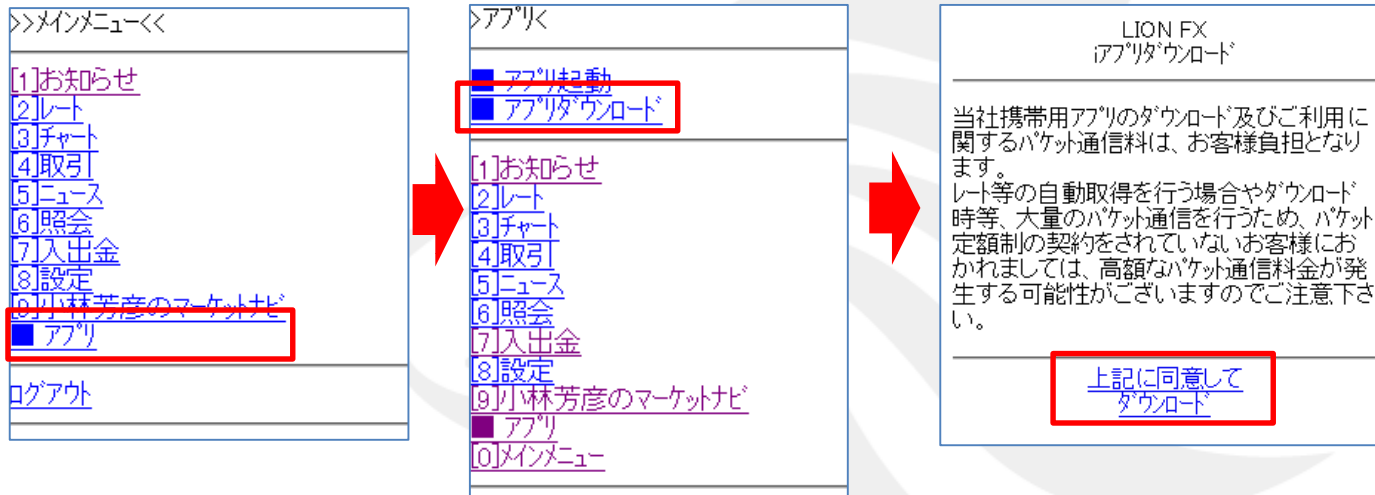 >>メインメニュー<<
[1]お知らせ
[2]レート
[3]チャート
[4]取引
[5]ニュース
[6]照会
[7]入出金
[8]設定
[9]小林芳彦のマーケットナビ
■ アプリ
ログアウト
>アプリ<
■ アプリ起動
■ アプリダウンロード
[1]お知らせ
[2]レート
[3]チャート
[4]取引
[5]ニュース
[6]照会
[7]入出金
[8]設定
[9]小林芳彦のマーケットナビ
■ アプリ
[0]メインメニュー
LION FX
iアプリダウンロード
当社携帯用アプリのダウンロード及びご利用に
関するパケット通信料は、お客様負担となり
ます。
レート等の自動取得を行う場合やダウンロード
時等、大量のパケット通信を行うため、パケット
定額制の契約をされていないお客様にお
かれましては、高額なパケット通信料金が発
生する可能性がございますのでご注意下さ
い。
上記に同意して
ダウンロード